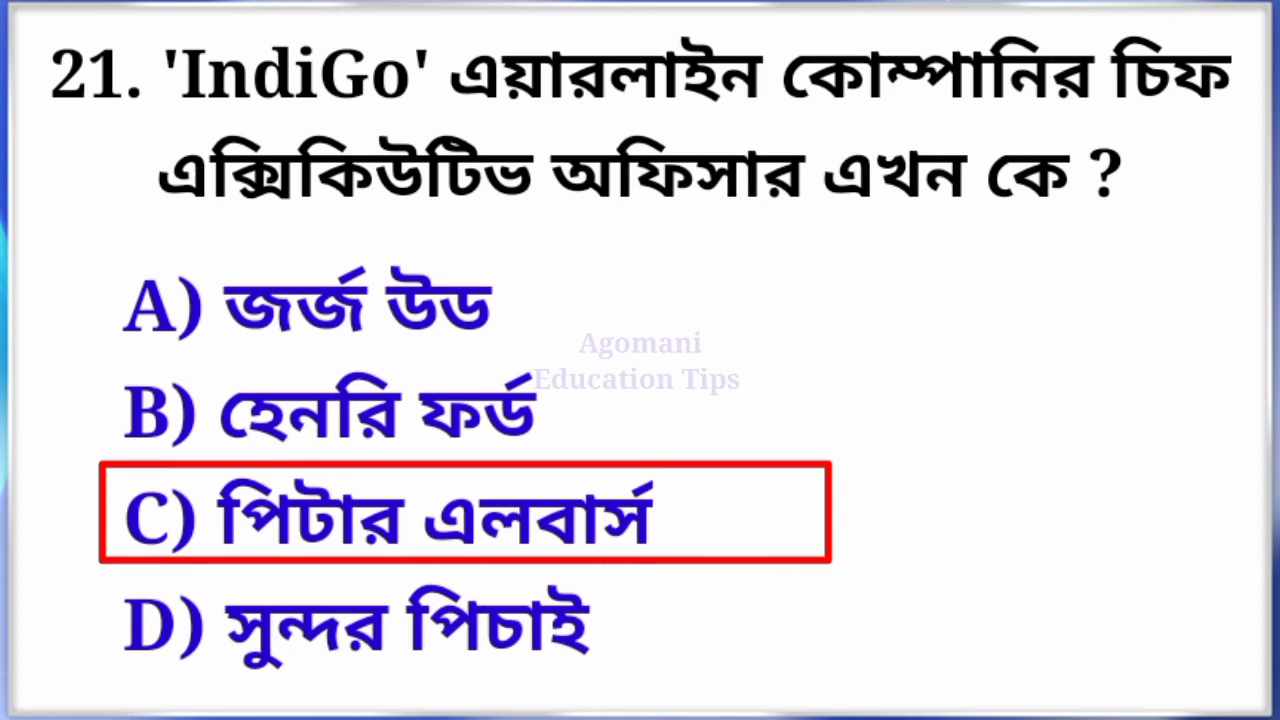 21. 'IndiGo' এয়ারলাইন কোম্পানির চিফ
এক্সিকিউটিভ অফিসার এখন কে ?
A) জর্জ উড
Agomani
Education Tips
B) হেনরি ফর্ড
C) পিটার এলবার্স
D) সুন্দর পিচাই